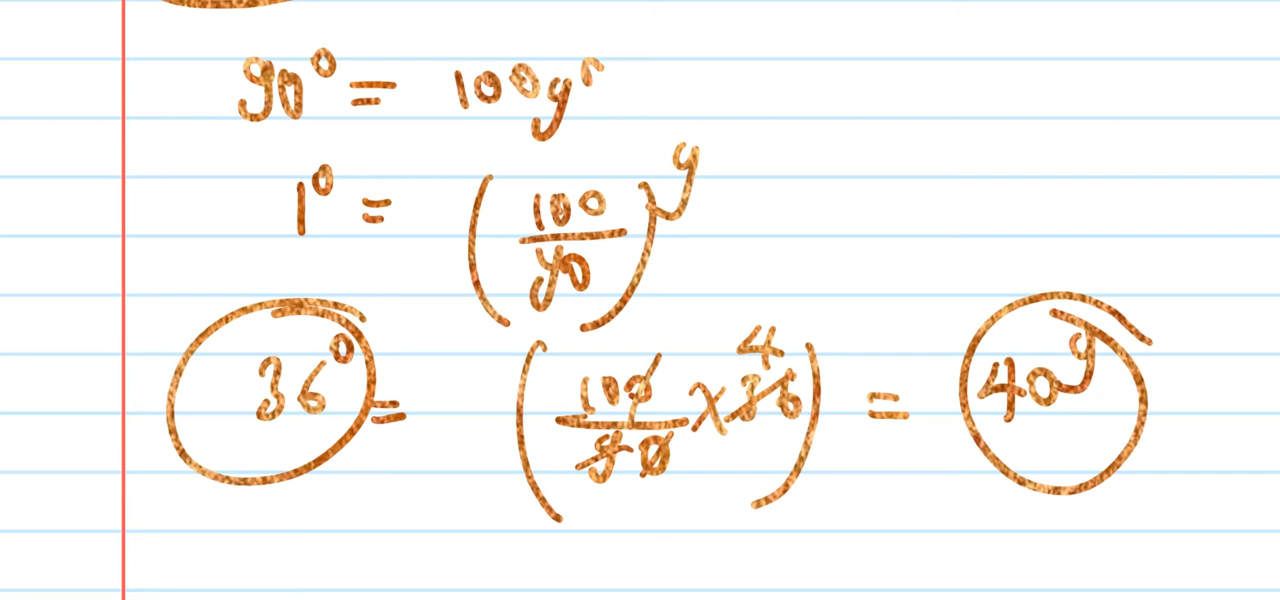 90° = 100gr
1° = (100/90)g
36° = (100/90 × 36 4) = 40g